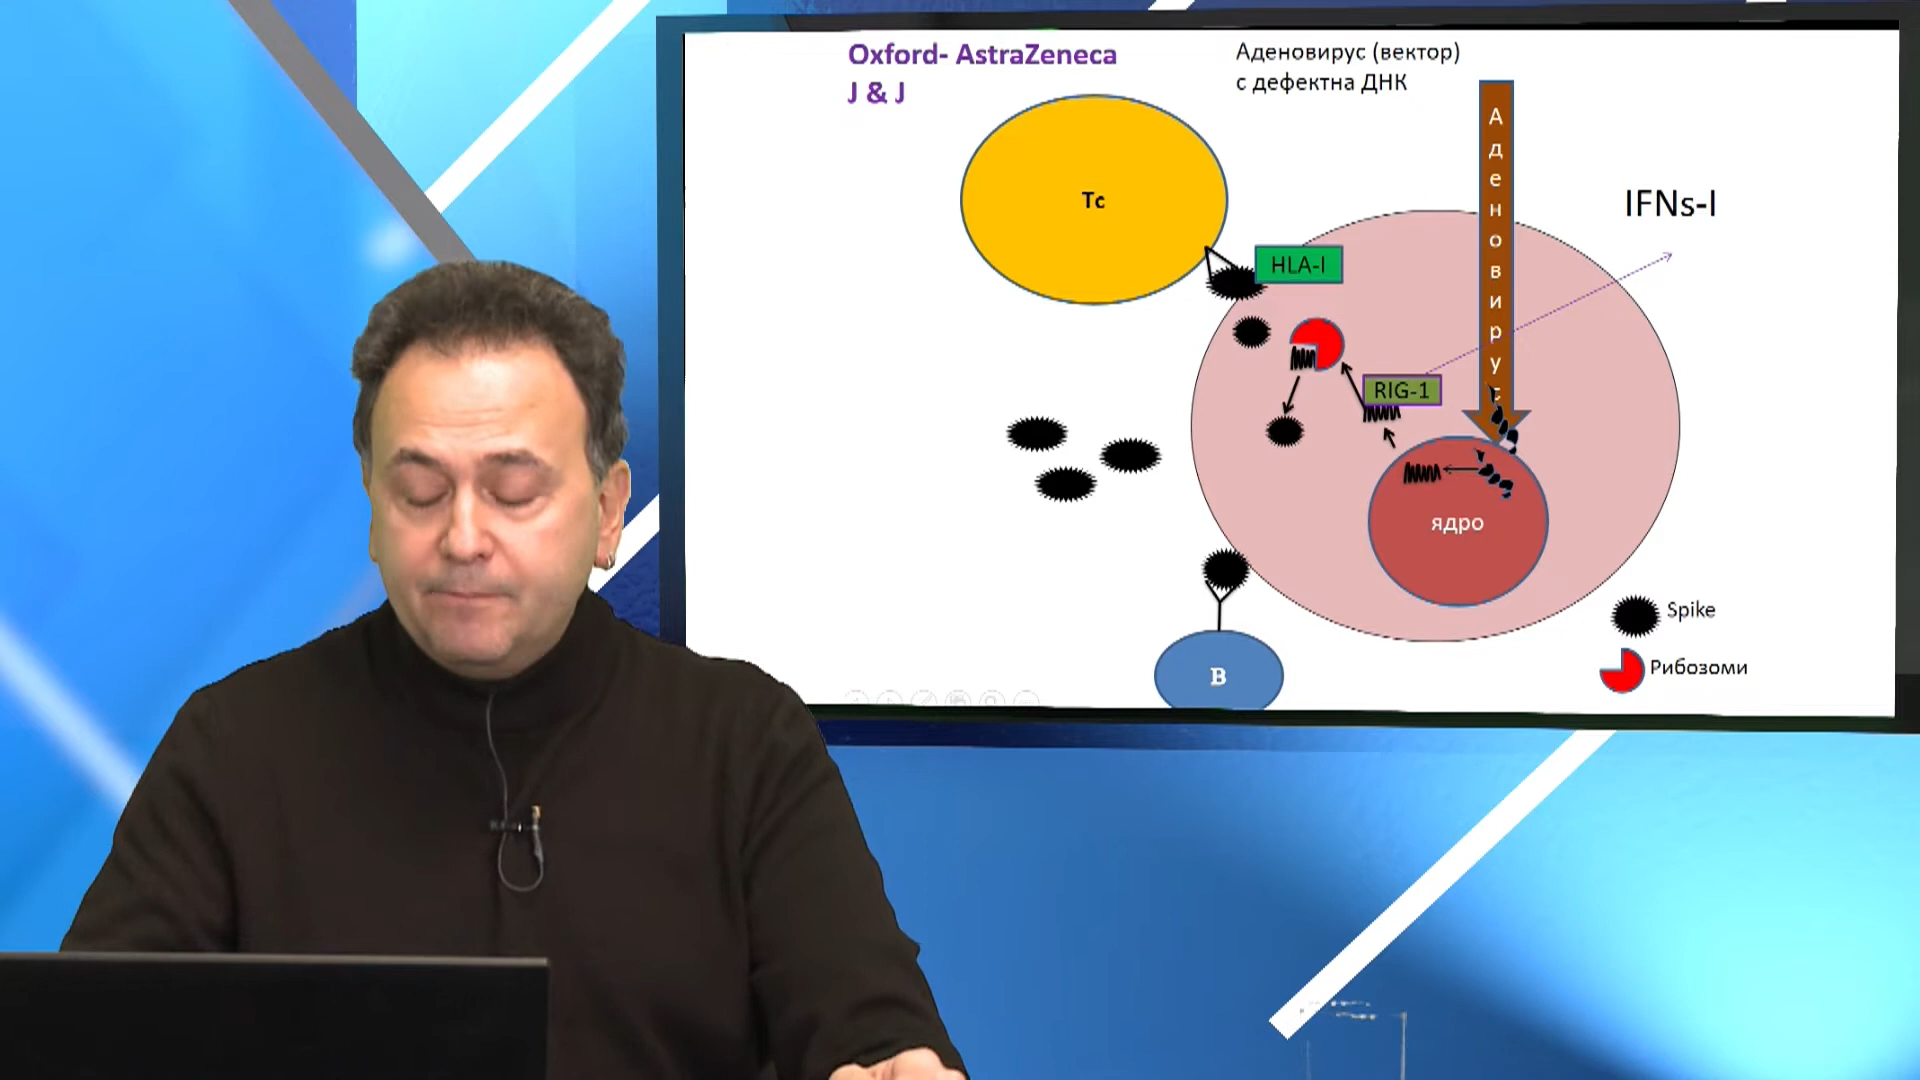 Oxford- AstraZeneca
J & J
Аденовирус (вектор)
с дефектна ДНК
Аденовирус
IFNs-I
Tc
HLA-I
RIG-1
ядро
Spike
Рибозоми
B